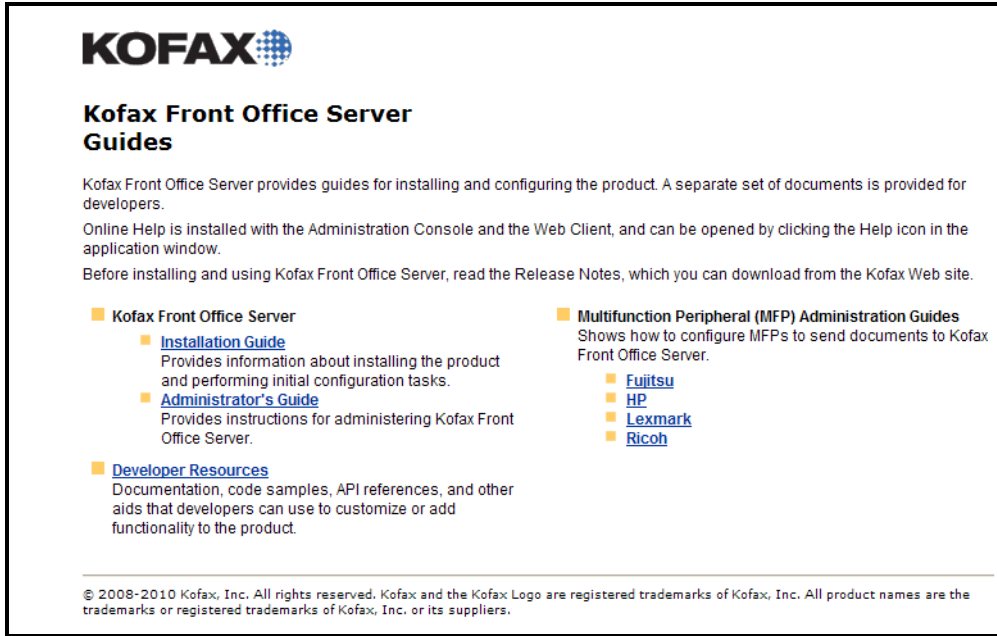 KOFAX
Kofax Front Office Server
Guides
Kofax Front Office Server provides guides for installing and configuring the product. A separate set of documents is provided for
developers.
Online Help is installed with the Administration Console and the Web Client, and can be opened by clicking the Help icon in the
application window.
Before installing and using Kofax Front Office Server, read the Release Notes, which you can download from the Kofax Web site.
Kofax Front Office Server
Installation Guide
Provides information about installing the product
and performing initial configuration tasks.
Administrator's Guide
Provides instructions for administering Kofax Front
Office Server.
Developer Resources
Documentation, code samples, API references, and other
aids that developers can use to customize or add
functionality to the product.
Multifunction Peripheral (MFP) Administration Guides
Shows how to configure MFPs to send documents to Kofax
Front Office Server.
Fujitsu
HP
Lexmark
Ricoh
© 2008-2010 Kofax, Inc. All rights reserved. Kofax and the Kofax Logo are registered trademarks of Kofax, Inc. All product names are the
trademarks or registered trademarks of Kofax, Inc. or its suppliers.